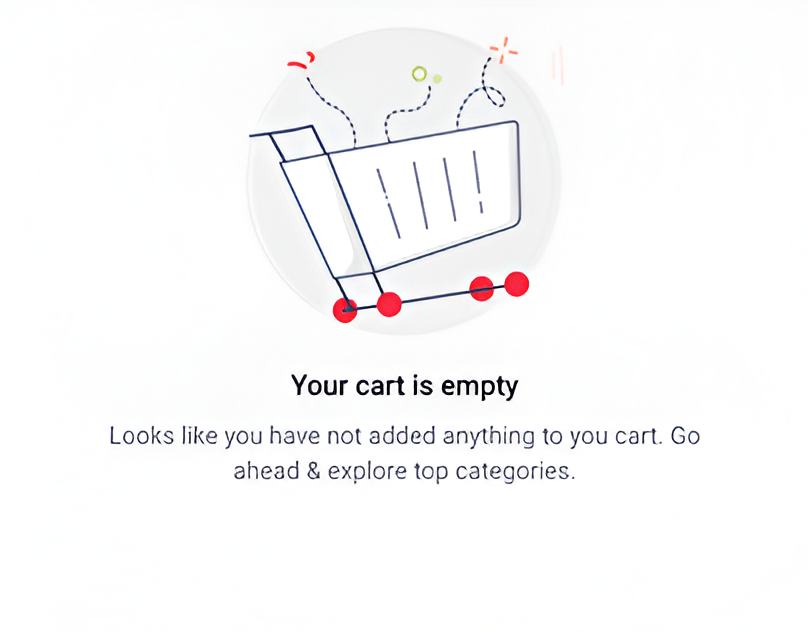 Your cart is empty
Looks like you have not added anything to you cart. Go
ahead & explore top categories.